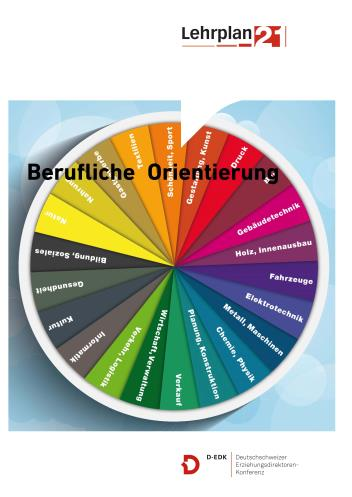 Lehrplan 21
Berufliche Orientierung
Natur
Nahrung
Gastgewerbe
Textilien
Schönheit, Sport
Gestaltung, Kunst
Druck
Gebäudetechnik
Holz, Innenausbau
Fahrzeuge
Elektrotechnik
Metall, Maschinen
Chemie, Physik
Planung, Konstruktion
Verkauf
Wirtschaft, Verwaltung
Verkehr, Logistik
Informatik
Kultur
Gesundheit
Bildung, Soziales
D-EDK
Deutschschweizer
Erziehungsdirektoren-
Konferenz